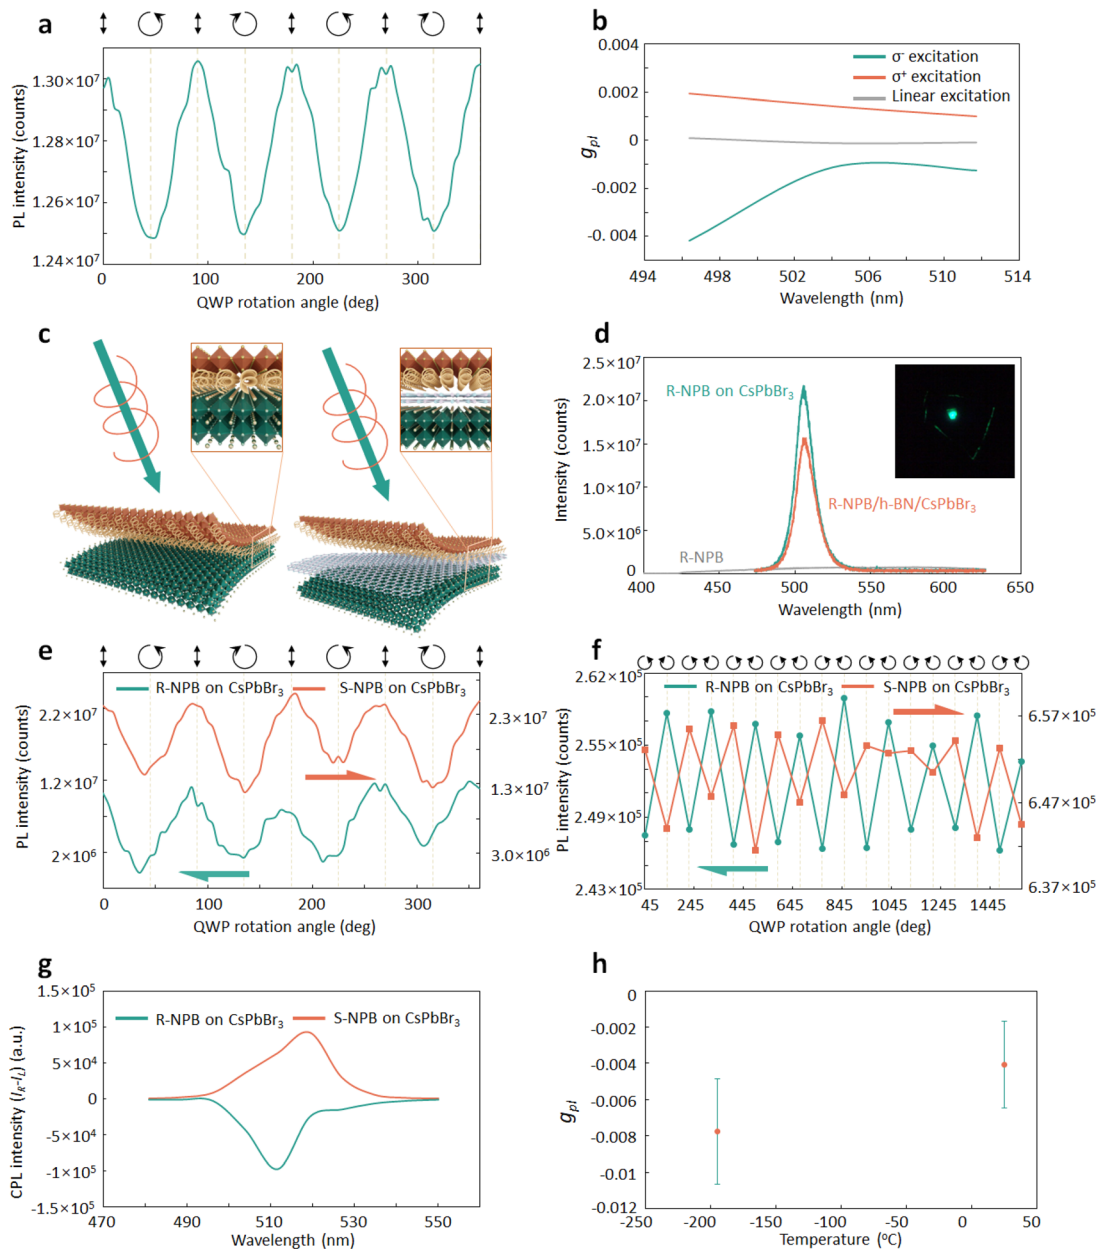 a
PL intensity (counts)
1.30×10⁷
1.28×10⁷
1.26×10⁷
1.24×10⁷
0
100
200
300
QWP rotation angle (deg)
b
g_pl
0.004
0.002
0
-0.002
-0.004
σ⁻ excitation
σ⁺ excitation
Linear excitation
494
498
502
506
510
514
Wavelength (nm)
c
d
Intensity (counts)
2.5×10⁷
2.0×10⁷
1.5×10⁷
1.0×10⁷
5.0×10⁶
0
R-NPB on CsPbBr₃
R-NPB/h-BN/CsPbBr₃
R-NPB
400
450
500
550
600
650
Wavelength (nm)
e
PL intensity (counts)
R-NPB on CsPbBr₃
S-NPB on CsPbBr₃
2.2×10⁷
1.2×10⁷
2×10⁶
2.3×10⁷
1.3×10⁷
3.0×10⁶
0
100
200
300
QWP rotation angle (deg)
f
PL intensity (counts)
2.62×10⁵
2.55×10⁵
2.49×10⁵
2.43×10⁵
R-NPB on CsPbBr₃
S-NPB on CsPbBr₃
6.57×10⁵
6.47×10⁵
6.37×10⁵
45
245
445
645
845
1045
1245
1445
QWP rotation angle (deg)
g
CPL intensity (I_R-I_L) (a.u.)
1.5×10⁵
1×10⁵
5×10⁴
0
-5×10⁴
-1×10⁵
-1.5×10⁵
R-NPB on CsPbBr₃
S-NPB on CsPbBr₃
470
490
510
530
550
Wavelength (nm)
h
g_pl
0
-0.002
-0.004
-0.006
-0.008
-0.01
-0.012
-250
-200
-150
-100
-50
0
50
Temperature (°C)